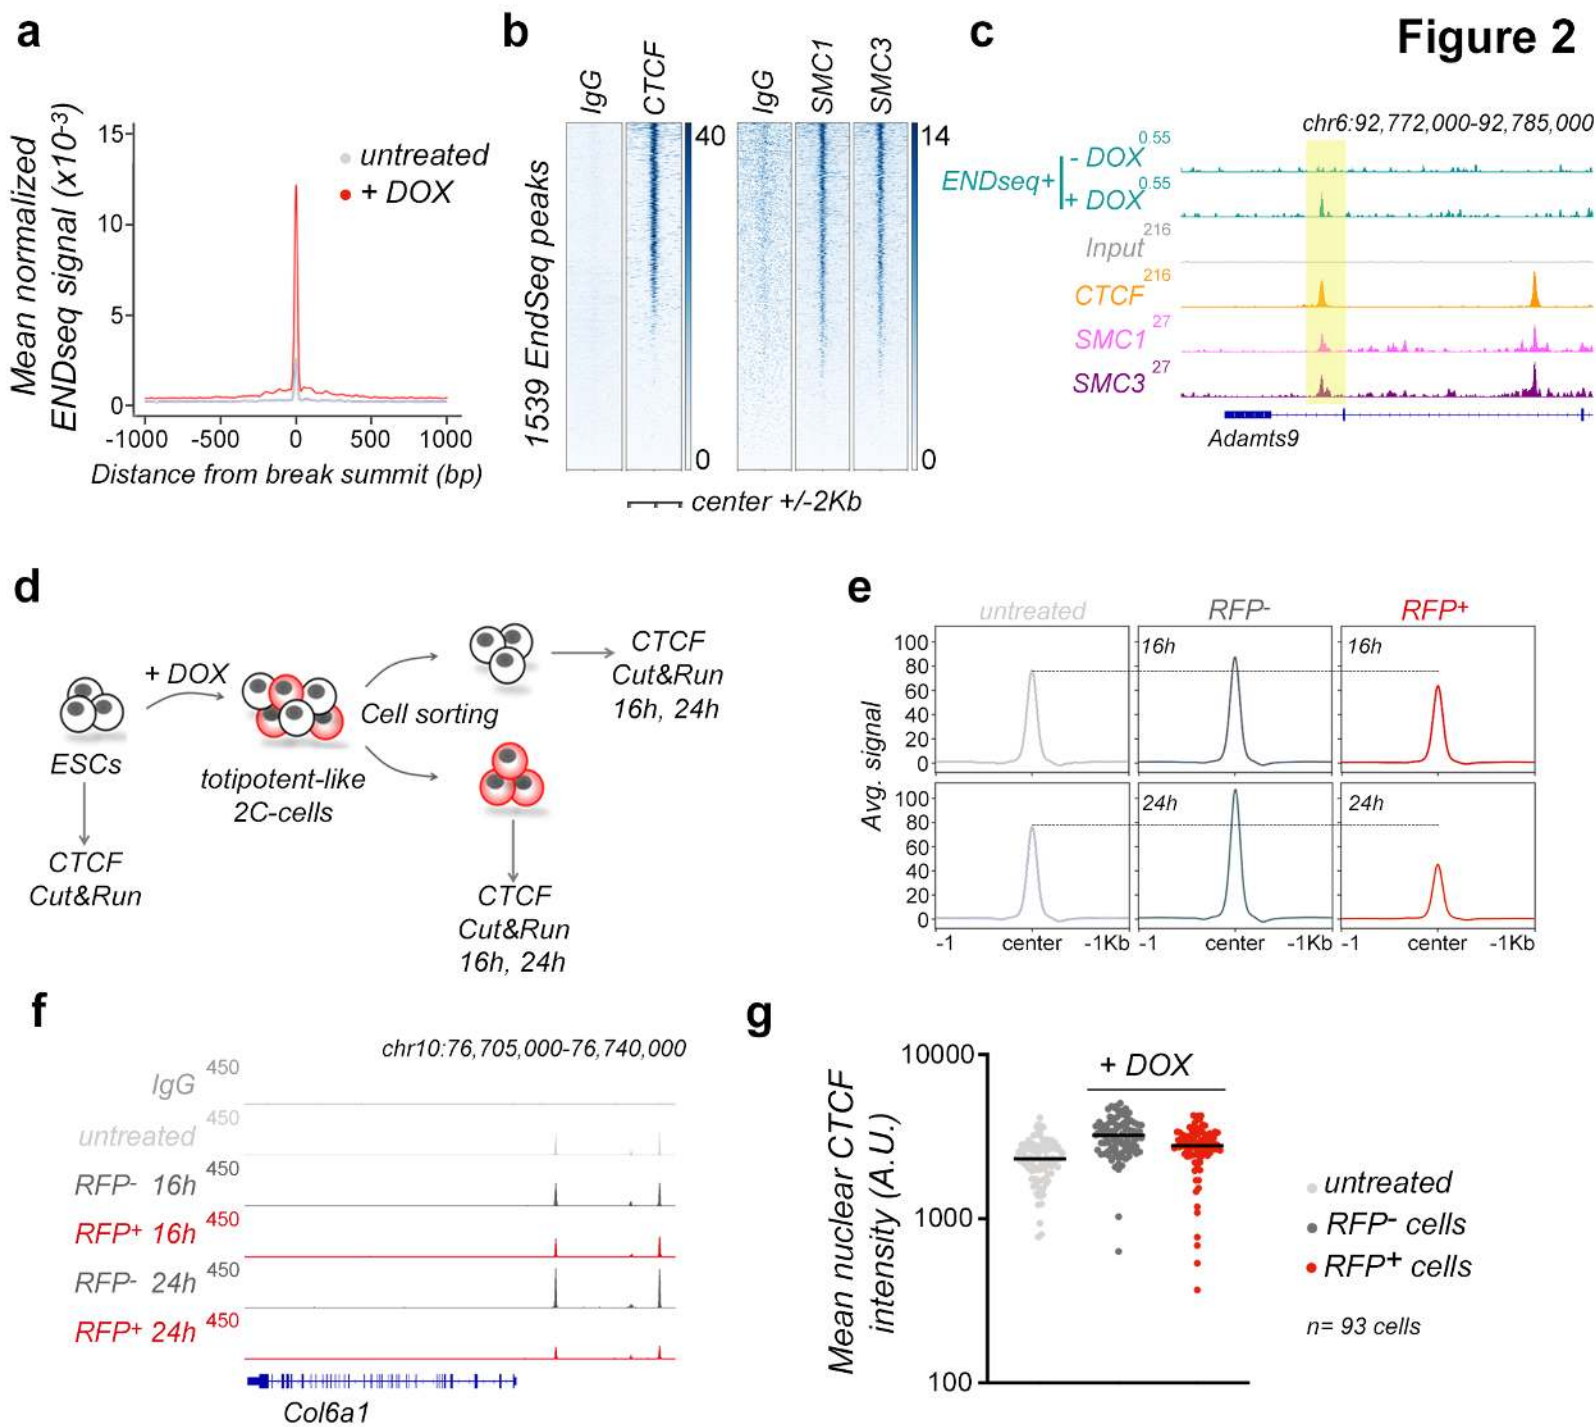 Figure 2
a
Mean normalized
ENDseq signal (x10-3)
15
10
5
0
untreated
+ DOX
-1000
-500
0
500
1000
Distance from break summit (bp)
b
IgG
CTCF
IgG
SMC1
SMC3
1539 EndSeq peaks
40
0
14
0
center +/-2Kb
c
chr6:92,772,000-92,785,000
ENDseq+
- DOX 0.55
+ DOX 0.55
Input 216
CTCF 216
SMC1 27
SMC3 27
Adamts9
d
ESCs
+ DOX
totipotent-like
2C-cells
Cell sorting
CTCF
Cut&Run
16h, 24h
CTCF
Cut&Run
CTCF
Cut&Run
16h, 24h
e
untreated
RFP-
RFP+
Avg. signal
100
80
60
40
20
0
16h
16h
100
80
60
40
20
0
24h
24h
-1
center
-1Kb
-1
center
-1Kb
-1
center
-1Kb
f
chr10:76,705,000-76,740,000
IgG 450
untreated 450
RFP- 16h 450
RFP+ 16h 450
RFP- 24h 450
RFP+ 24h 450
Col6a1
g
Mean nuclear CTCF
intensity (A.U.)
10000
1000
100
+ DOX
untreated
RFP- cells
RFP+ cells
n= 93 cells